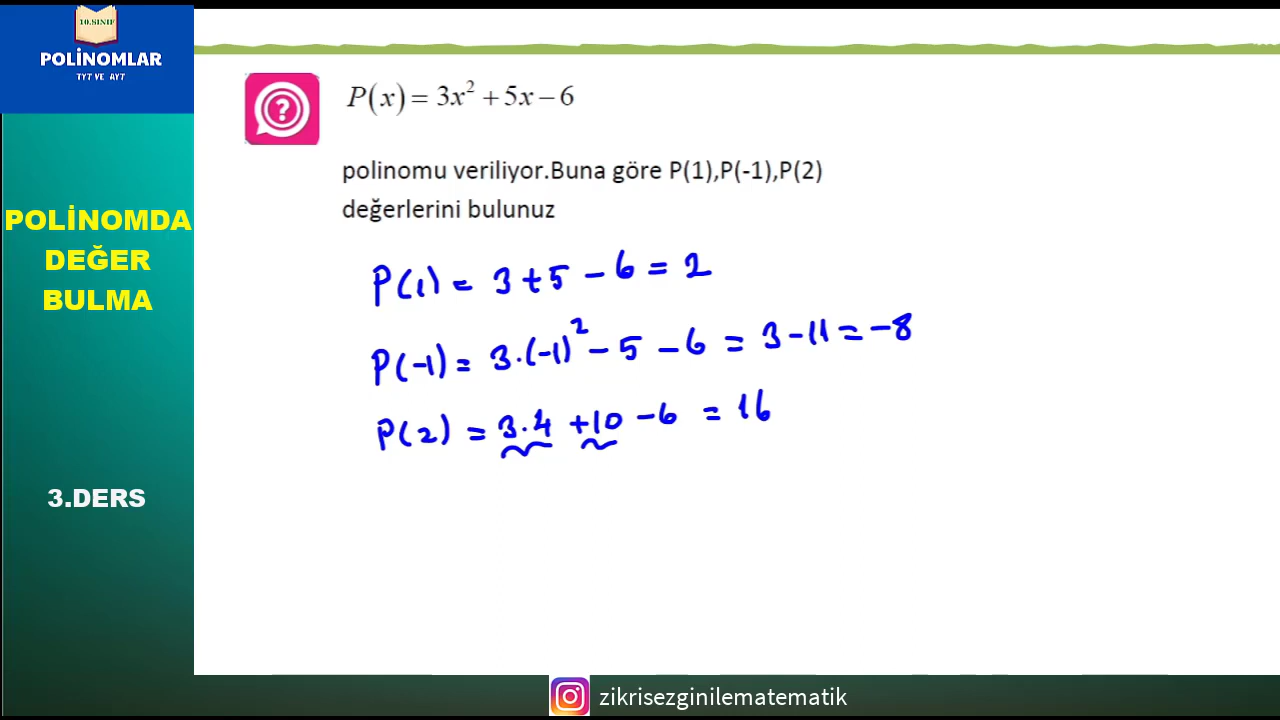 10.SINIF
POLİNOMLAR
TYT VE AYT
POLİNOMDA
DEĞER
BULMA
3.DERS
P(x) = 3x² + 5x − 6
polinomu veriliyor.Buna göre P(1),P(-1),P(2)
değerlerini bulunuz
P(1) = 3 + 5 − 6 = 2
P(-1) = 3.(-1)² − 5 − 6 = 3 − 11 = −8
P(2) = 3.4 + 10 − 6 = 16
zikrisezginilematematik